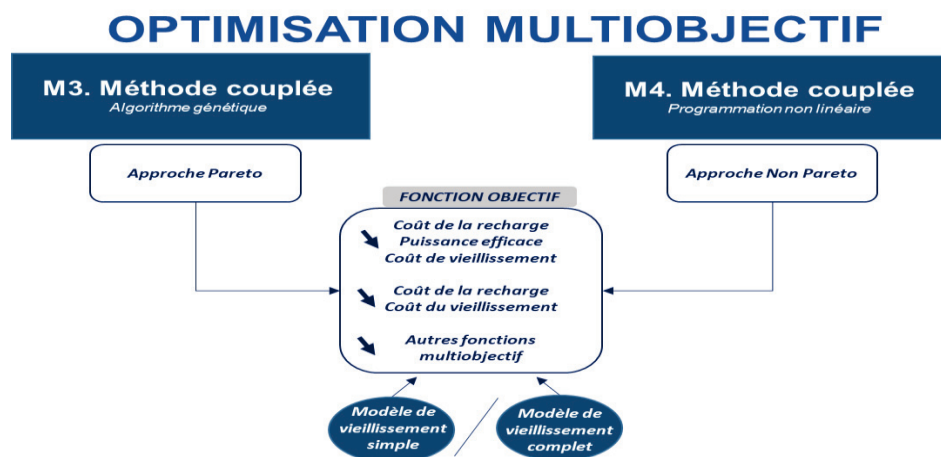 OPTIMISATION MULTIOBJECTIF
M3. Méthode couplée
Algorithme génétique
M4. Méthode couplée
Programmation non linéaire
Approche Pareto
Approche Non Pareto
FONCTION OBJECTIF
Coût de la recharge
Puissance efficace
Coût de vieillissement
Coût de la recharge
Coût du vieillissement
Autres fonctions
multiobjectif
Modèle de
vieillissement
simple
Modèle de
vieillissement
complet